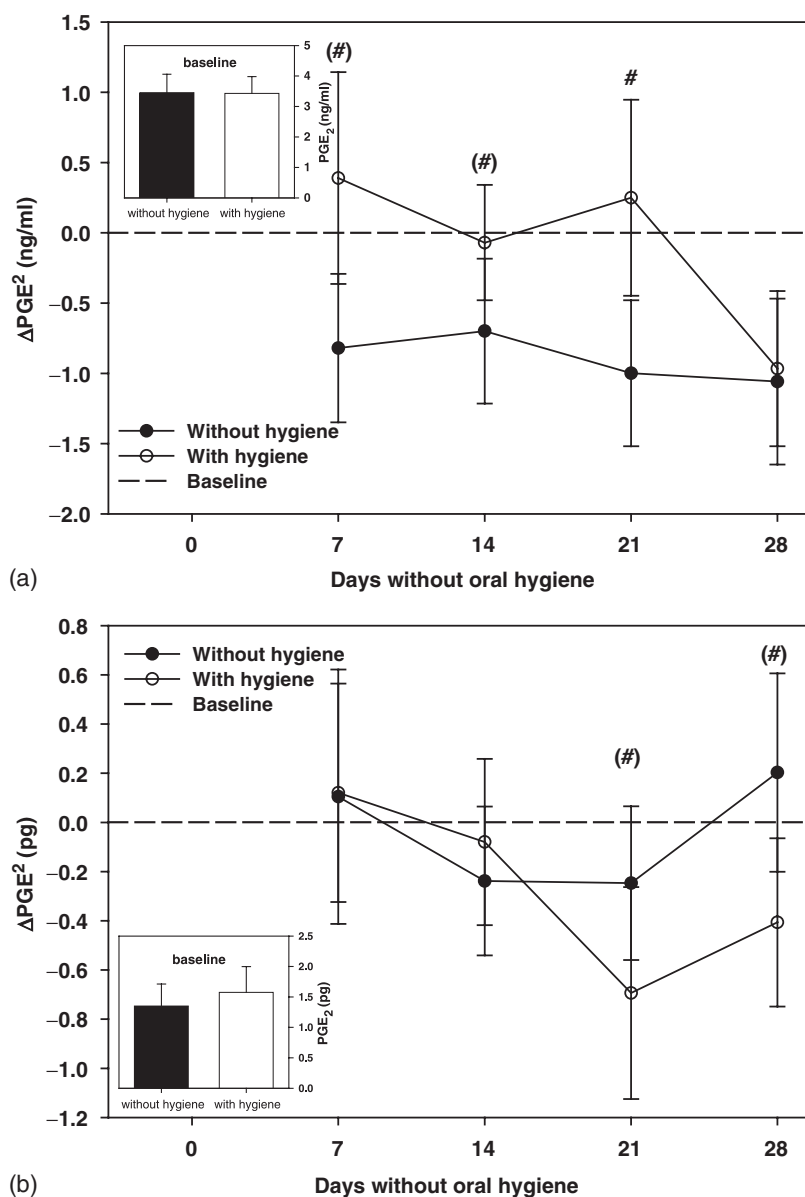 1.5
1.0
0.5
0.0
−0.5
−1.0
−1.5
−2.0
ΔPGE² (ng/ml)
baseline
5
4
3
2
1
0
PGE₂ (ng/ml)
without hygiene with hygiene
(#)
(#)
#
Without hygiene
With hygiene
Baseline
0 7 14 21 28
(a) Days without oral hygiene
0.8
0.6
0.4
0.2
0.0
−0.2
−0.4
−0.6
−0.8
−1.0
−1.2
ΔPGE² (pg)
Without hygiene
With hygiene
Baseline
(#)
(#)
baseline
2.5
2.0
1.5
1.0
0.5
0.0
PGE₂ (pg)
without hygiene with hygiene
0 7 14 21 28
(b) Days without oral hygiene